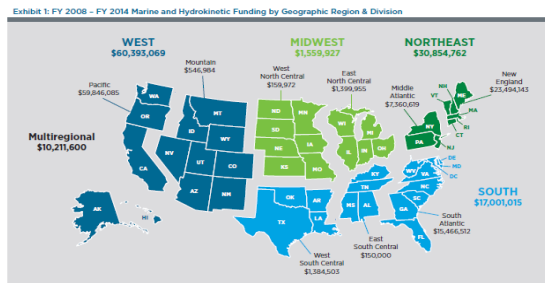 Exhibit 1: FY 2008 – FY 2014 Marine and Hydrokinetic Funding by Geographic Region & Division
WEST
$60,393,069
MIDWEST
$1,559,927
NORTHEAST
$30,854,762
Mountain
$546,984
Pacific
$59,846,085
West
North Central
$159,972
East
North Central
$1,399,955
Middle
Atlantic
$7,360,619
New
England
$23,494,143
Multiregional
$10,211,600
SOUTH
$17,001,015
South
Atlantic
$15,466,512
East
South Central
$150,000
West
South Central
$1,384,503
WA
OR
CA
NV
ID
MT
WY
UT
CO
AZ
NM
AK
HI
ND
SD
NE
KS
MN
IA
MO
WI
IL
MI
IN
OH
NH
VT
ME
MA
RI
CT
NY
PA
NJ
DE
MD
DC
WV
VA
KY
TN
NC
SC
GA
FL
MS
AL
OK
AR
LA
TX